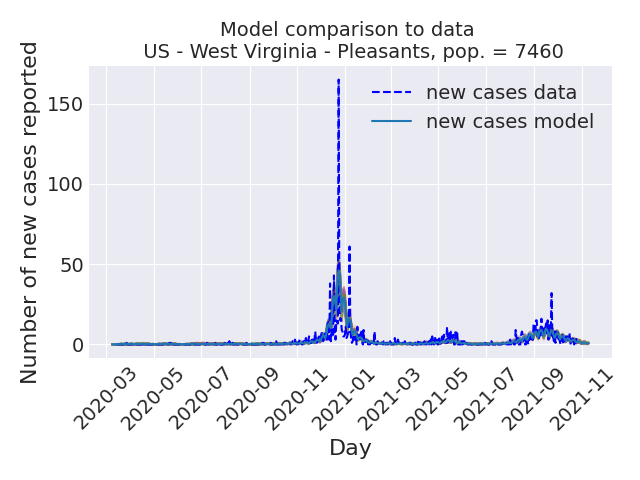 Model comparison to data
US - West Virginia - Pleasants, pop. = 7460
Number of new cases reported
150
100
50
0
new cases data
new cases model
2020-03
2020-05
2020-07
2020-09
2020-11
2021-01
2021-03
2021-05
2021-07
2021-09
2021-11
Day